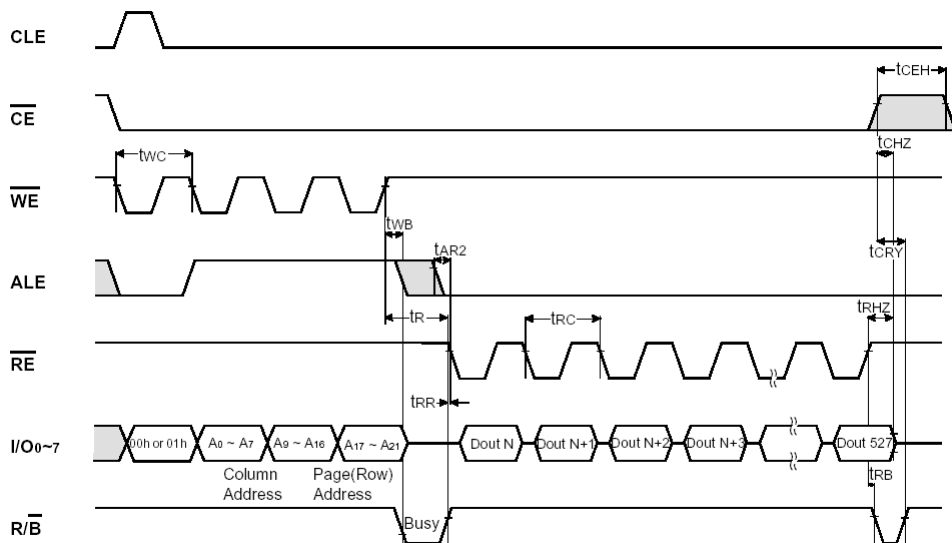 CLE
tCEH
CE
tCHZ
tWC
WE
tWB
tCRY
tAR2
ALE
tR
tRC
tRHZ
RE
tRR
I/O0~7
00h or 01h
A0 ~ A7
A9 ~ A16
A17 ~ A21
Dout N
Dout N+1
Dout N+2
Dout N+3
Dout 527
Column
Address
Page(Row)
Address
tRB
R/B
Busy